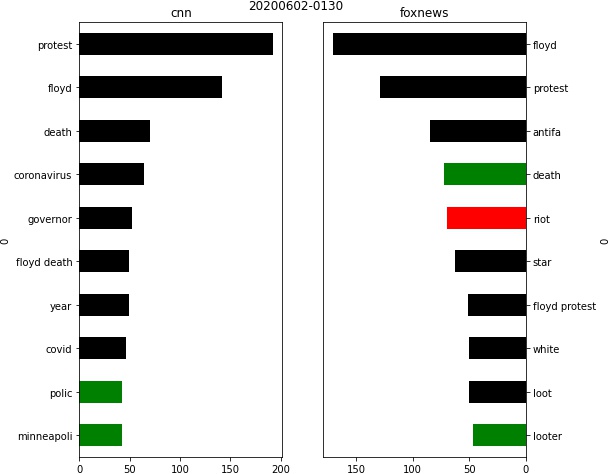 20200602-0130
cnn
foxnews
protest
floyd
death
coronavirus
governor
floyd death
year
covid
polic
minneapoli
0
0 50 100 150 200
floyd
protest
antifa
death
riot
star
floyd protest
white
loot
looter
0
150 100 50 0